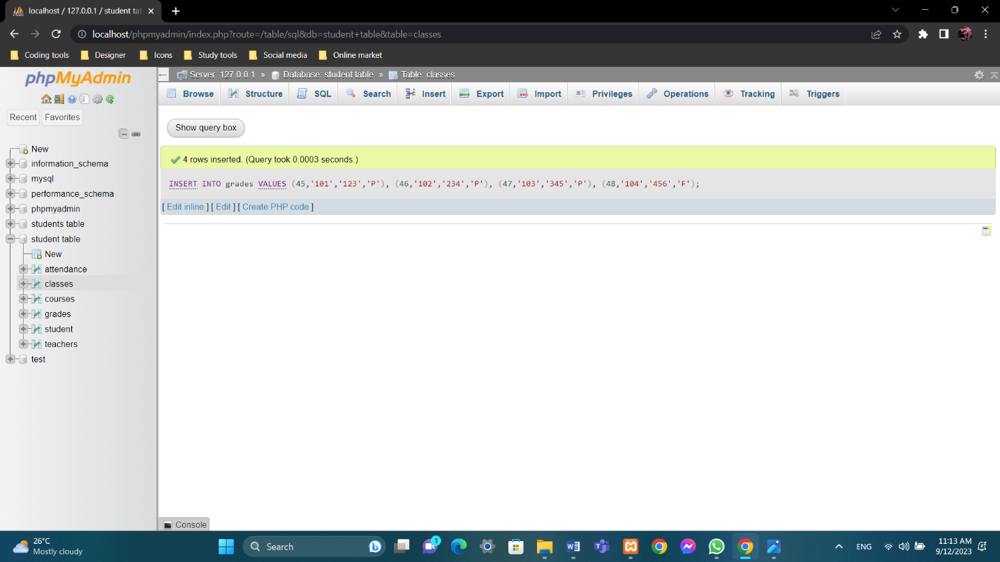 localhost / 127.0.0.1 / student tal
localhost/phpmyadmin/index.php?route=/table/sql&db=student+table&table=classes
Coding tools Designer Icons Study tools Social media Online market
phpMyAdmin
Server: 127.0.0.1 » Database: student table » Table: classes
Browse Structure SQL Search Insert Export Import Privileges Operations Tracking Triggers
Recent Favorites
Show query box
New
information_schema
mysql
performance_schema
phpmyadmin
students table
student table
New
attendance
classes
courses
grades
student
teachers
test
4 rows inserted. (Query took 0.0003 seconds.)
INSERT INTO grades VALUES (45,'101','123','P'), (46,'102','234','P'), (47,'103','345','P'), (48,'104','456','F');
[ Edit inline ] [ Edit ] [ Create PHP code ]
Console
26°C
Mostly cloudy
Search
1
ENG
11:13 AM
9/12/2023